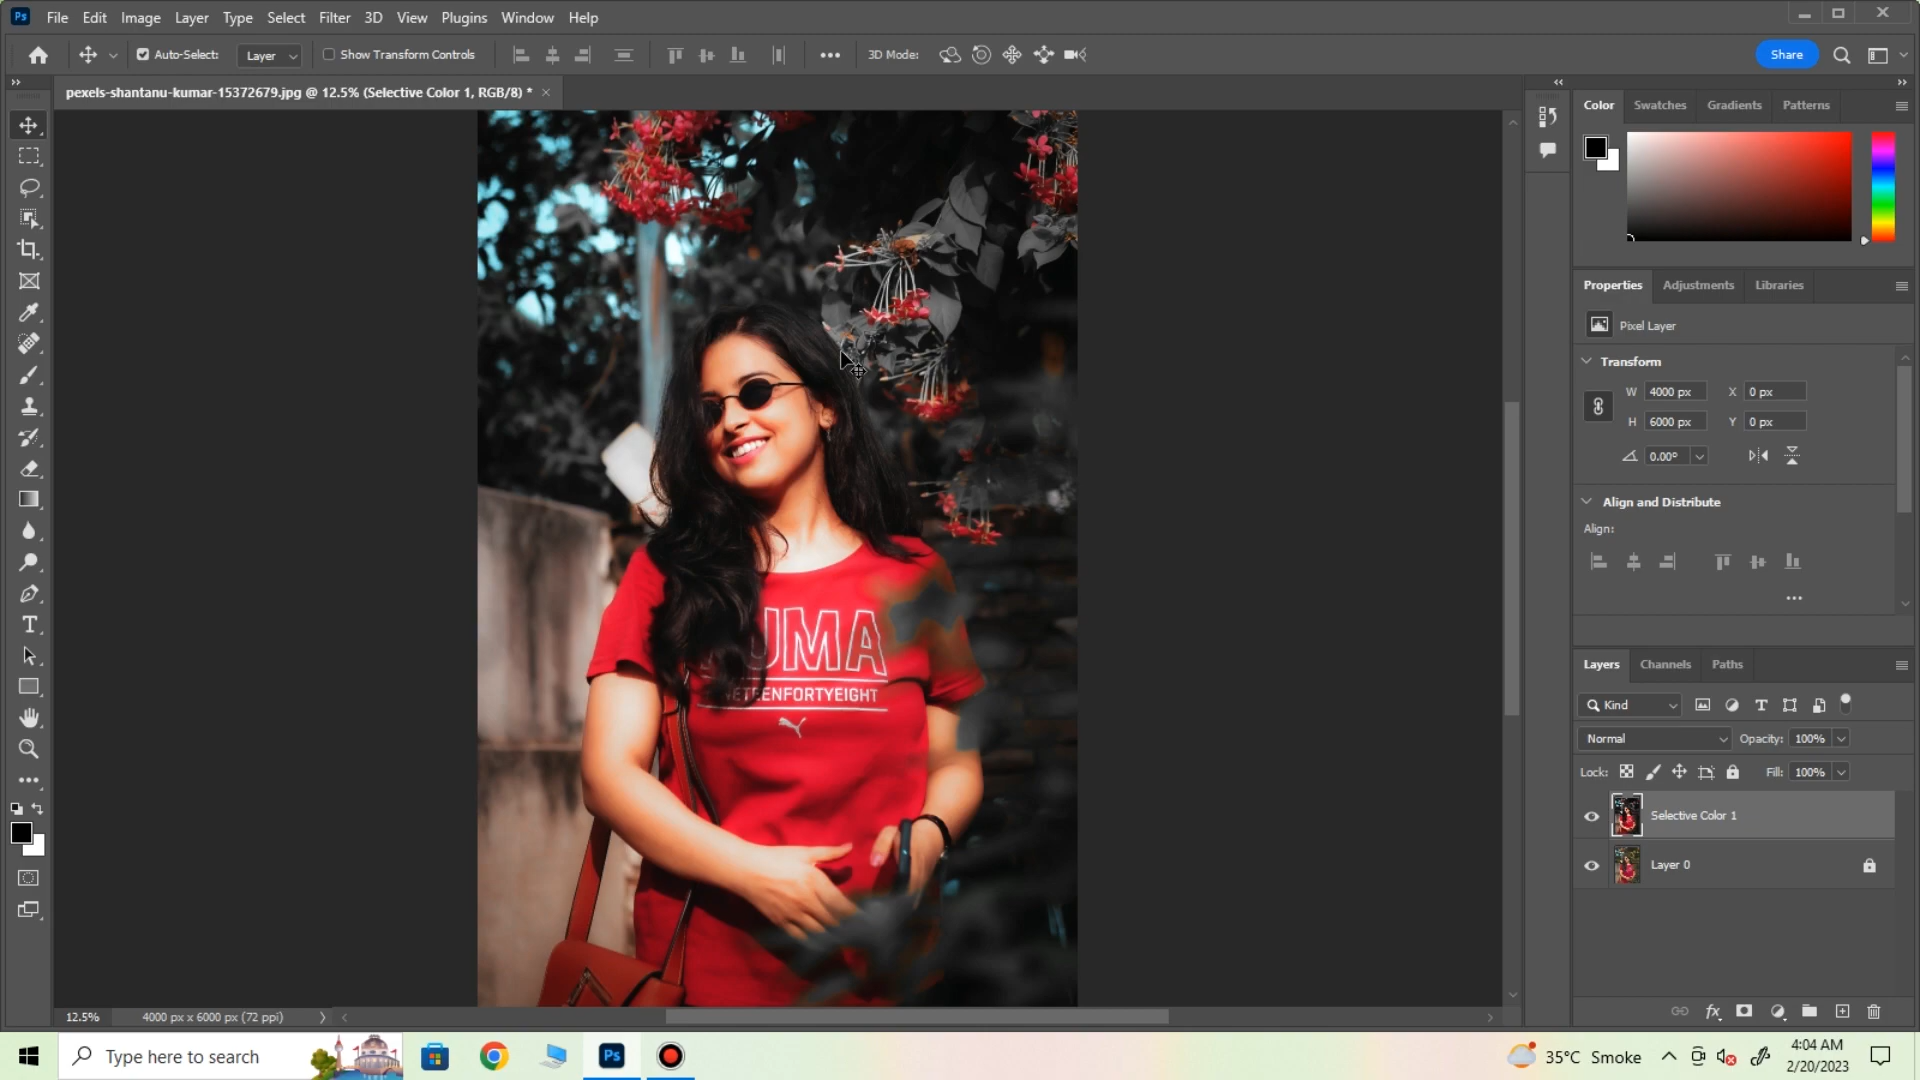 Ps File Edit Image Layer Type Select Filter 3D View Plugins Window Help
Auto-Select: Layer Show Transform Controls 3D Mode: Share
pexels-shantanu-kumar-15372679.jpg @ 12.5% (Selective Color 1, RGB/8) *
Color Swatches Gradients Patterns
Properties Adjustments Libraries
Pixel Layer
Transform
W 4000 px X 0 px
H 6000 px Y 0 px
0.00°
Align and Distribute
Align:
UMA
ETEENFORTYEIGHT
Layers Channels Paths
Kind
Normal Opacity: 100%
Lock: Fill: 100%
Selective Color 1
Layer 0
12.5% 4000 px x 6000 px (72 ppi)
Type here to search
Ps
35°C Smoke
4:04 AM
2/20/2023